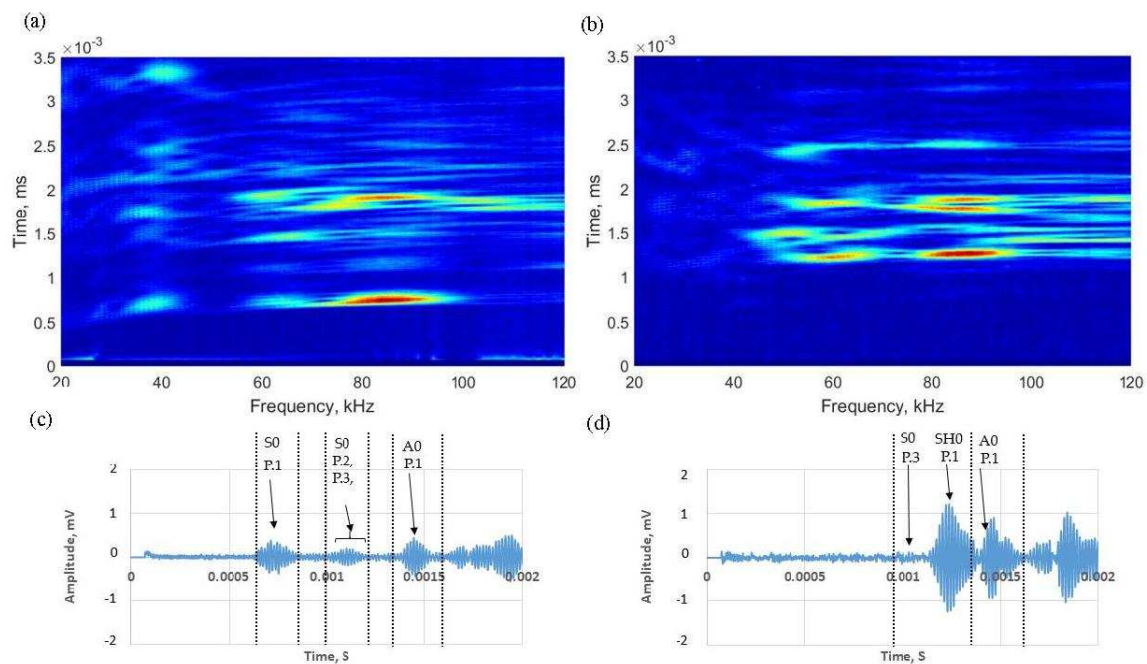 (a)
×10-3
3.5
3
2.5
2
1.5
1
0.5
0
Time, ms
20 40 60 80 100 120
Frequency, kHz
(b)
×10-3
3.5
3
2.5
2
1.5
1
0.5
0
Time, ms
20 40 60 80 100 120
Frequency, kHz
(c)
S0
P.1
S0
P.2,
P.3,
A0
P.1
2
1
0
-1
-2
Amplitude, mV
0 0.0005 0.001 0.0015 0.002
Time, S
(d)
S0
P.3
SH0
P.1
A0
P.1
2
1
0
-1
-2
Amplitude, mV
0 0.0005 0.001 0.0015 0.002
Time, S